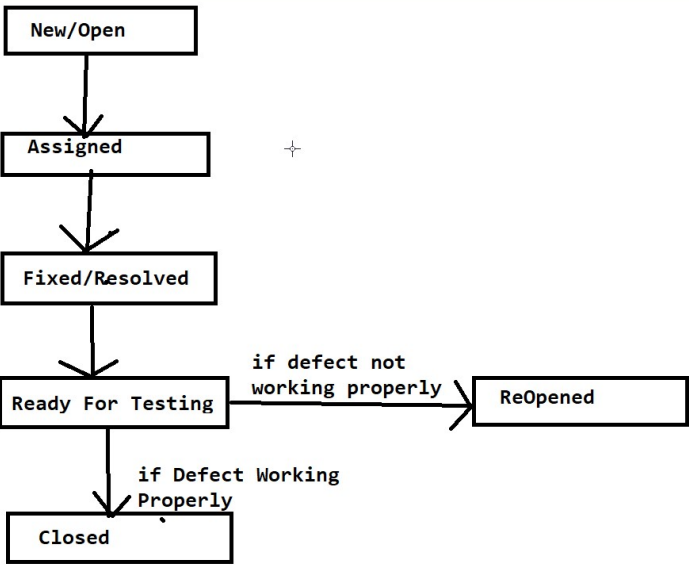 New/Open
Assigned
Fixed/Resolved
if defect not
working properly
Ready For Testing
ReOpened
if Defect Working
Properly
Closed